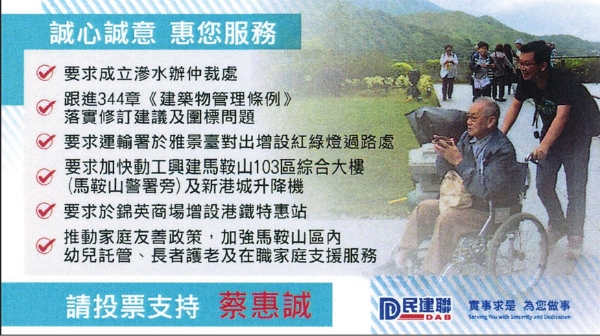 誠心誠意 惠您服務
要求成立滲水辦仲裁處
跟進344章《建築物管理條例》
落實修訂建議及圍標問題
要求運輸署於雅景臺對出增設紅綠燈過路處
要求加快動工興建馬鞍山103區綜合大樓
(馬鞍山警署旁)及新港城升降機
要求於錦英商場增設港鐵特惠站
推動家庭友善政策，加強馬鞍山區內
幼兒託管、長者護老及在職家庭支援服務
請投票支持 蔡惠誠
民建聯
DAB
實事求是 為您做事
Serving You with Sincerity and Dedication